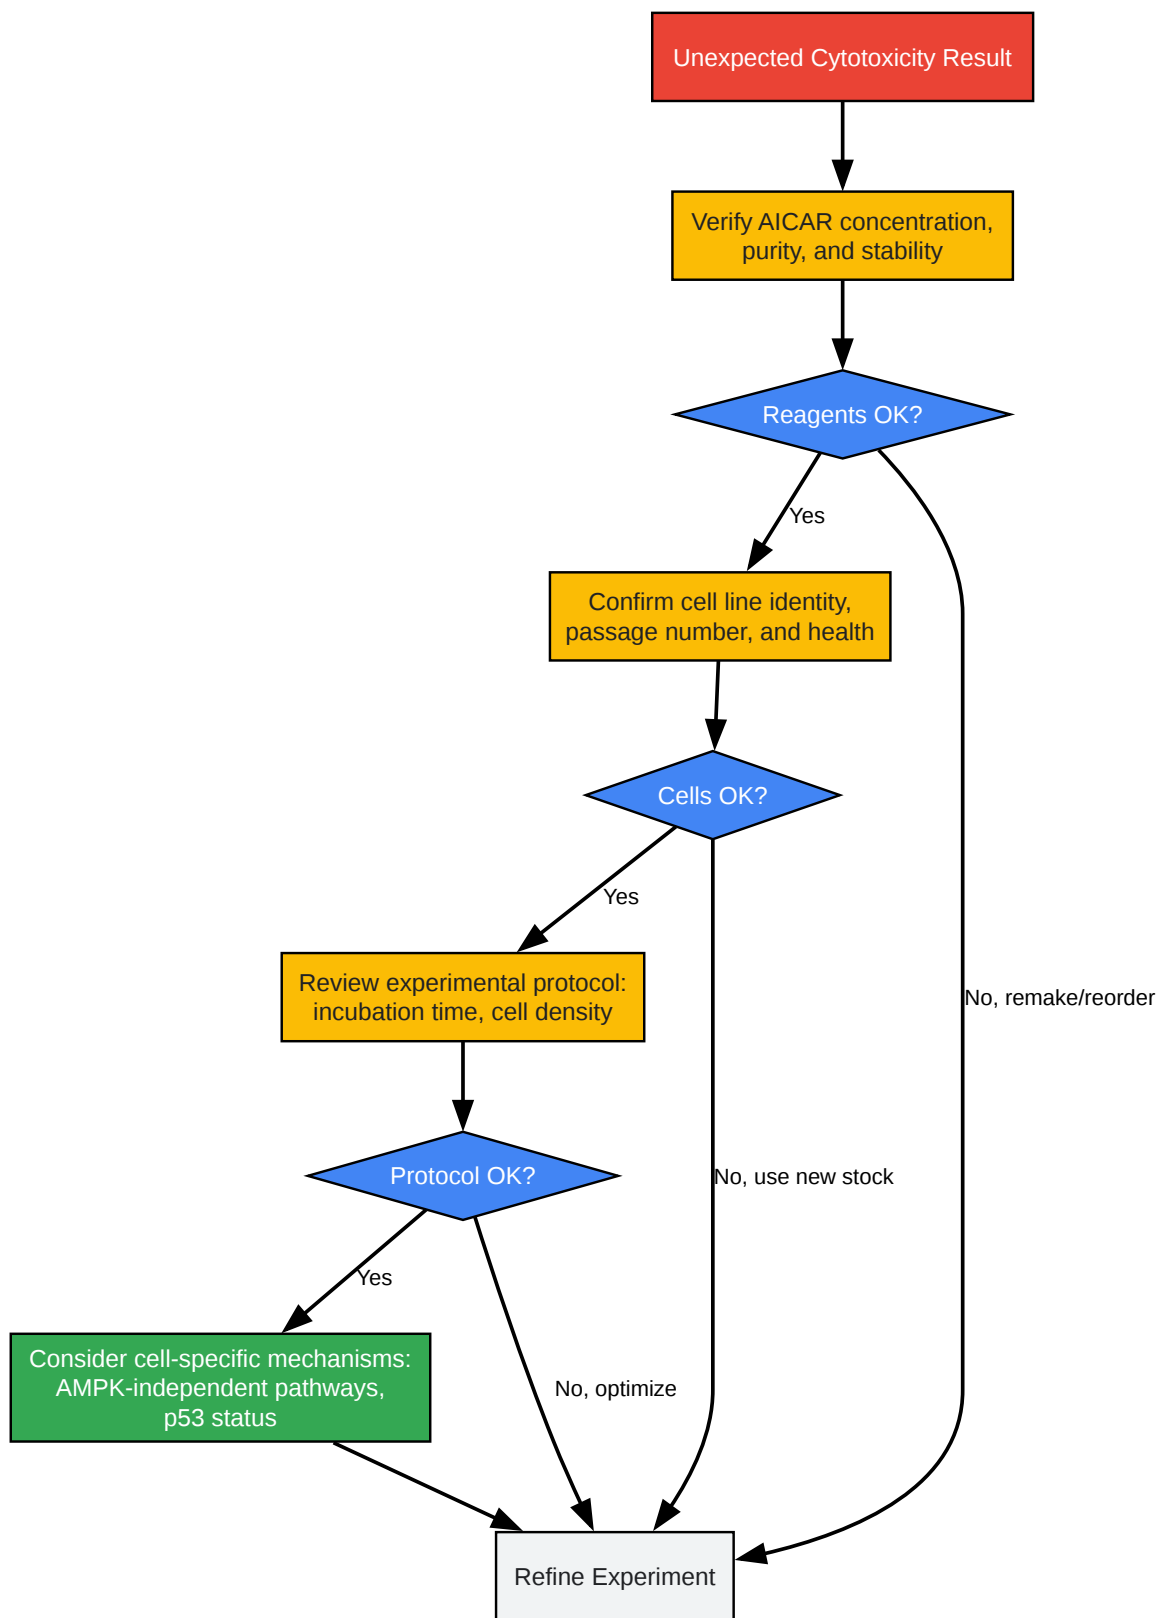 Unexpected Cytotoxicity Result
Verify AICAR concentration,
purity, and stability
Reagents OK?
Yes
Confirm cell line identity,
passage number, and health
Cells OK?
Yes
Review experimental protocol:
incubation time, cell density
No, remake/reorder
Protocol OK?
No, use new stock
Yes
Consider cell-specific mechanisms:
AMPK-independent pathways,
p53 status
No, optimize
Refine Experiment